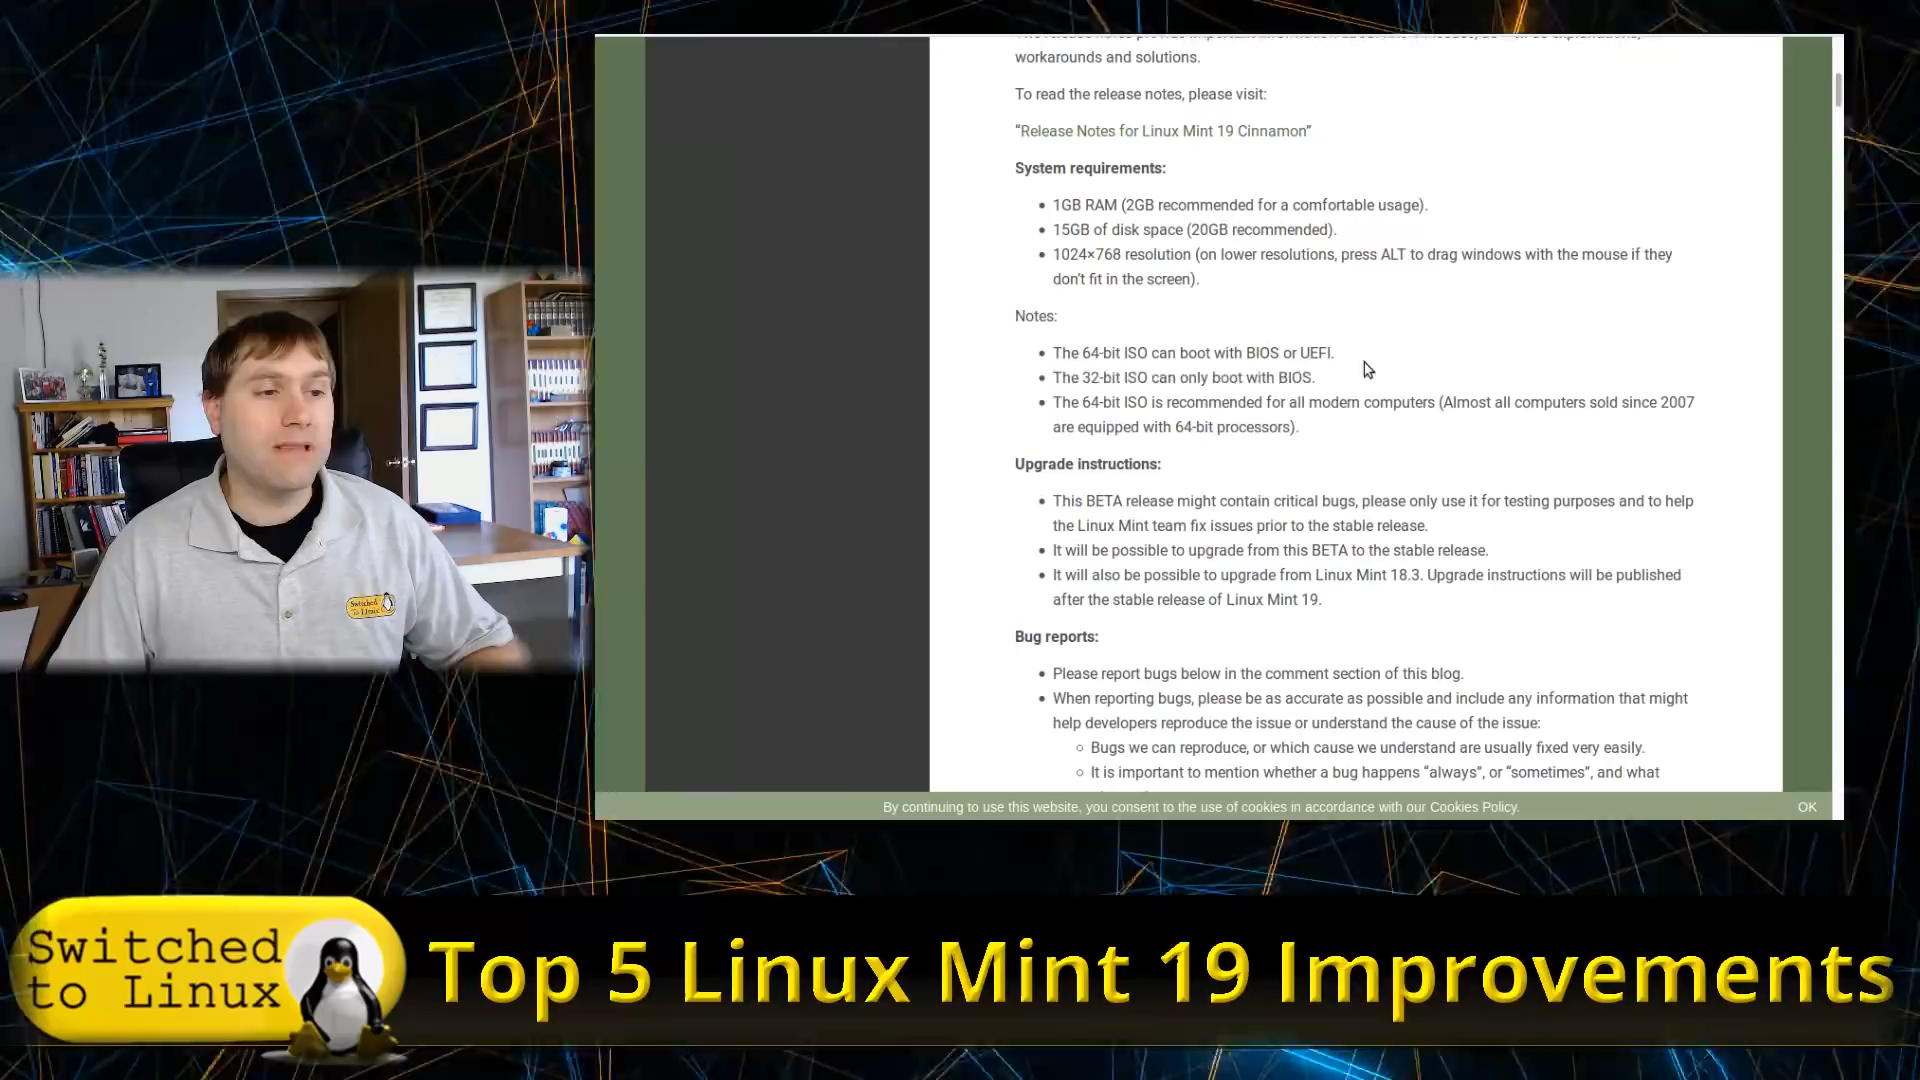 workarounds and solutions.
To read the release notes, please visit:
“Release Notes for Linux Mint 19 Cinnamon”
System requirements:
1GB RAM (2GB recommended for a comfortable usage).
15GB of disk space (20GB recommended).
1024×768 resolution (on lower resolutions, press ALT to drag windows with the mouse if they
don’t fit in the screen).
Notes:
The 64-bit ISO can boot with BIOS or UEFI.
The 32-bit ISO can only boot with BIOS.
The 64-bit ISO is recommended for all modern computers (Almost all computers sold since 2007
are equipped with 64-bit processors).
Upgrade instructions:
This BETA release might contain critical bugs, please only use it for testing purposes and to help
the Linux Mint team fix issues prior to the stable release.
It will be possible to upgrade from this BETA to the stable release.
It will also be possible to upgrade from Linux Mint 18.3. Upgrade instructions will be published
after the stable release of Linux Mint 19.
Bug reports:
Please report bugs below in the comment section of this blog.
When reporting bugs, please be as accurate as possible and include any information that might
help developers reproduce the issue or understand the cause of the issue:
Bugs we can reproduce, or which cause we understand are usually fixed very easily.
It is important to mention whether a bug happens “always”, or “sometimes”, and what
By continuing to use this website, you consent to the use of cookies in accordance with our Cookies Policy.
OK
Switched
to Linux
Switched
to Linux
Top 5 Linux Mint 19 Improvements